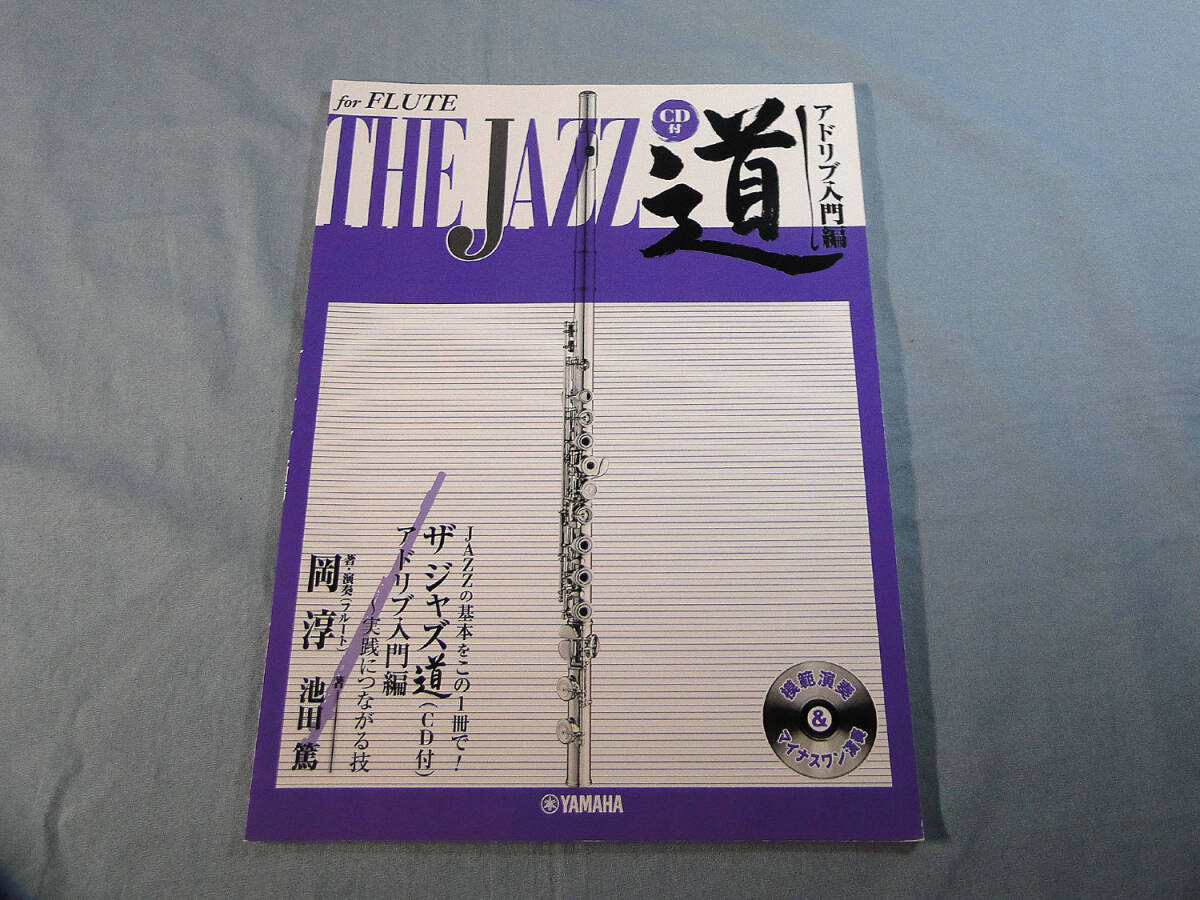 for FLUTE
THE JAZZ
道
CD
付
アドリブ入門編
JAZZの基本をこの1冊で！
ザ ジャズ道（CD付）
アドリブ入門編
～実践につながる技
著・演奏（フルート）
岡 淳
著
池田 篤
模範演奏
&
マイナスワン演奏
YAMAHA